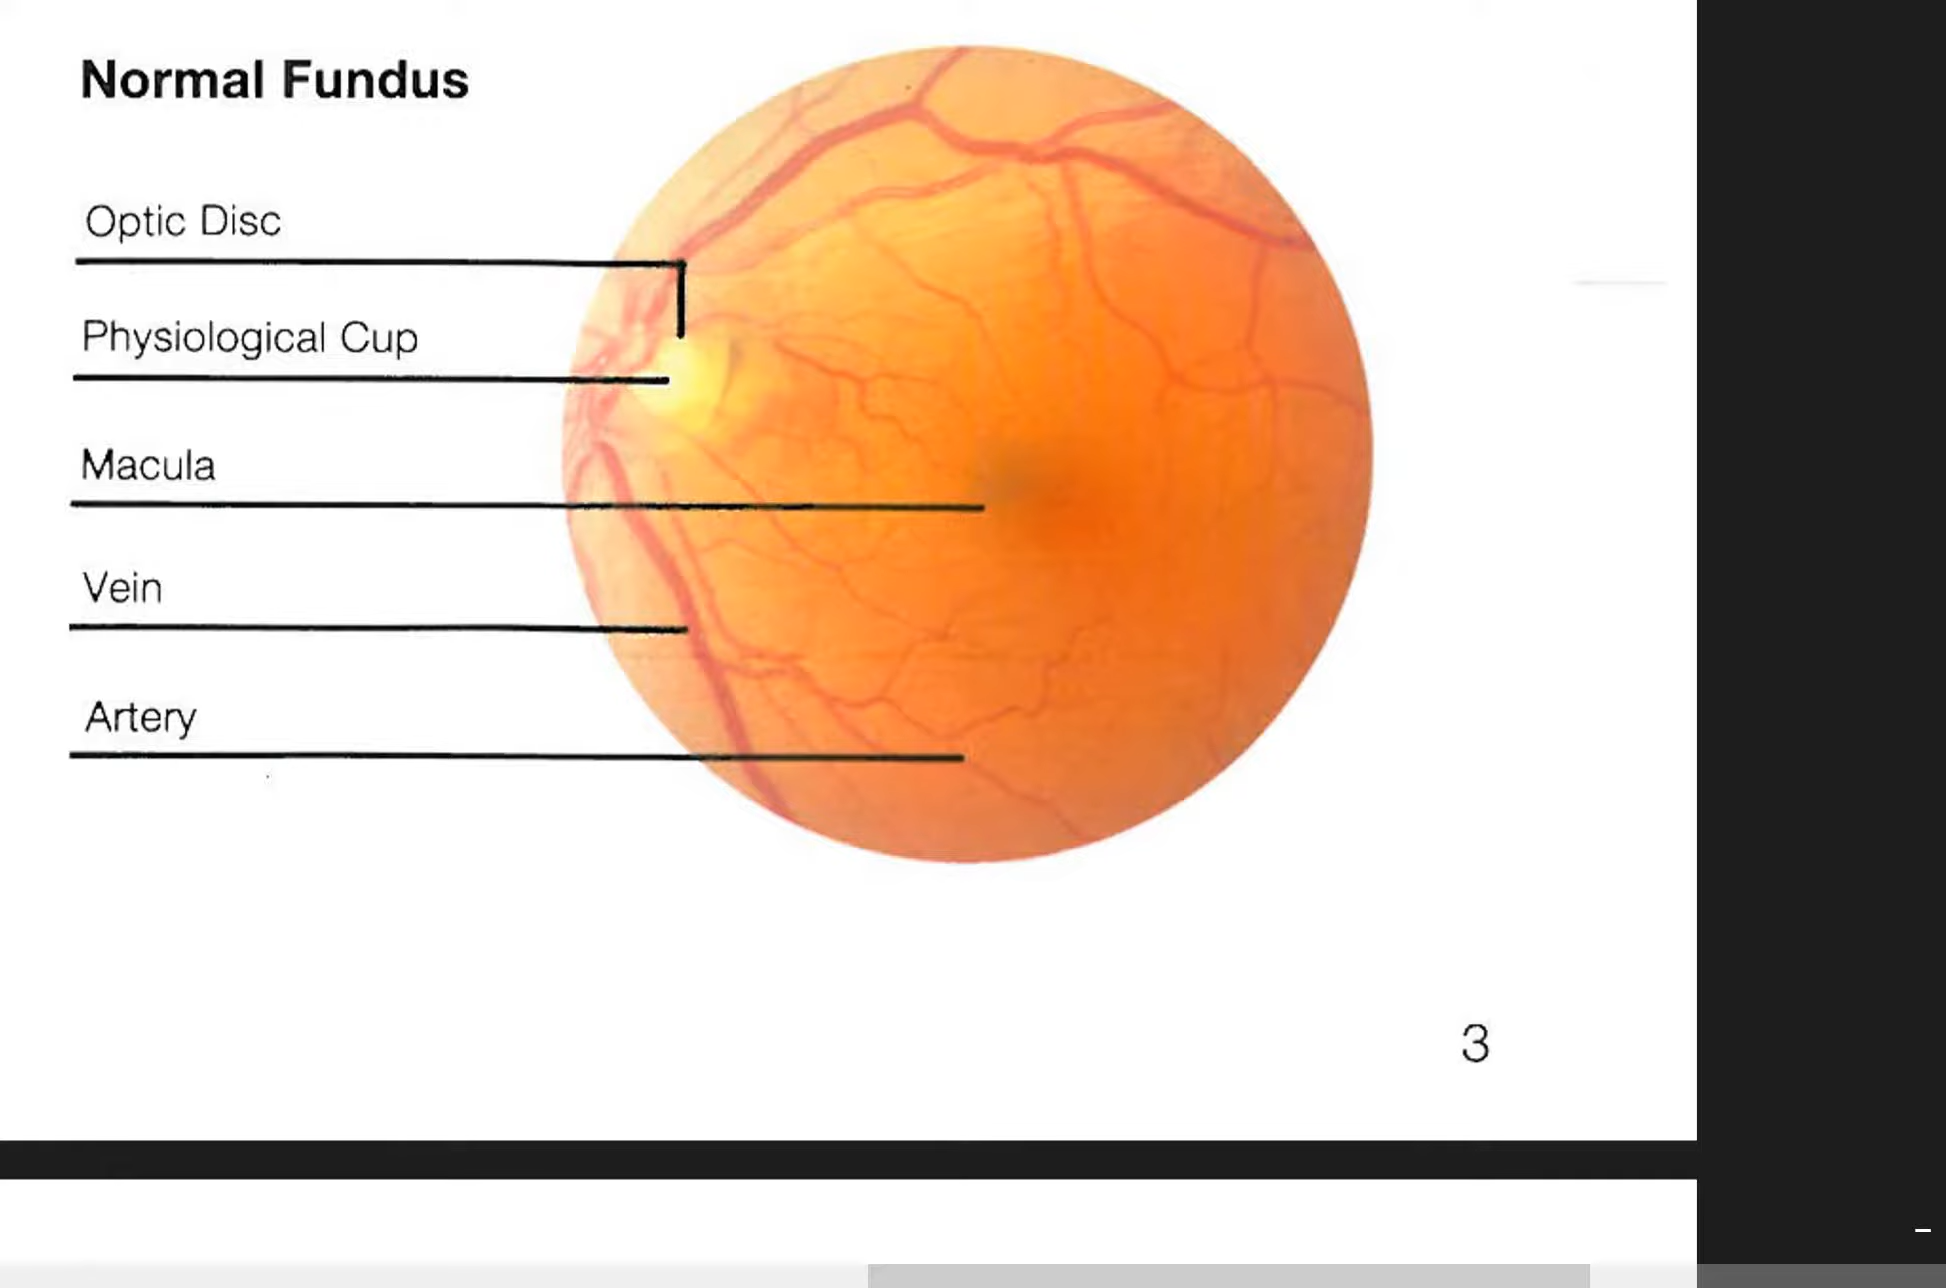 Normal Fundus
Optic Disc
Physiological Cup
Macula
Vein
Artery
3